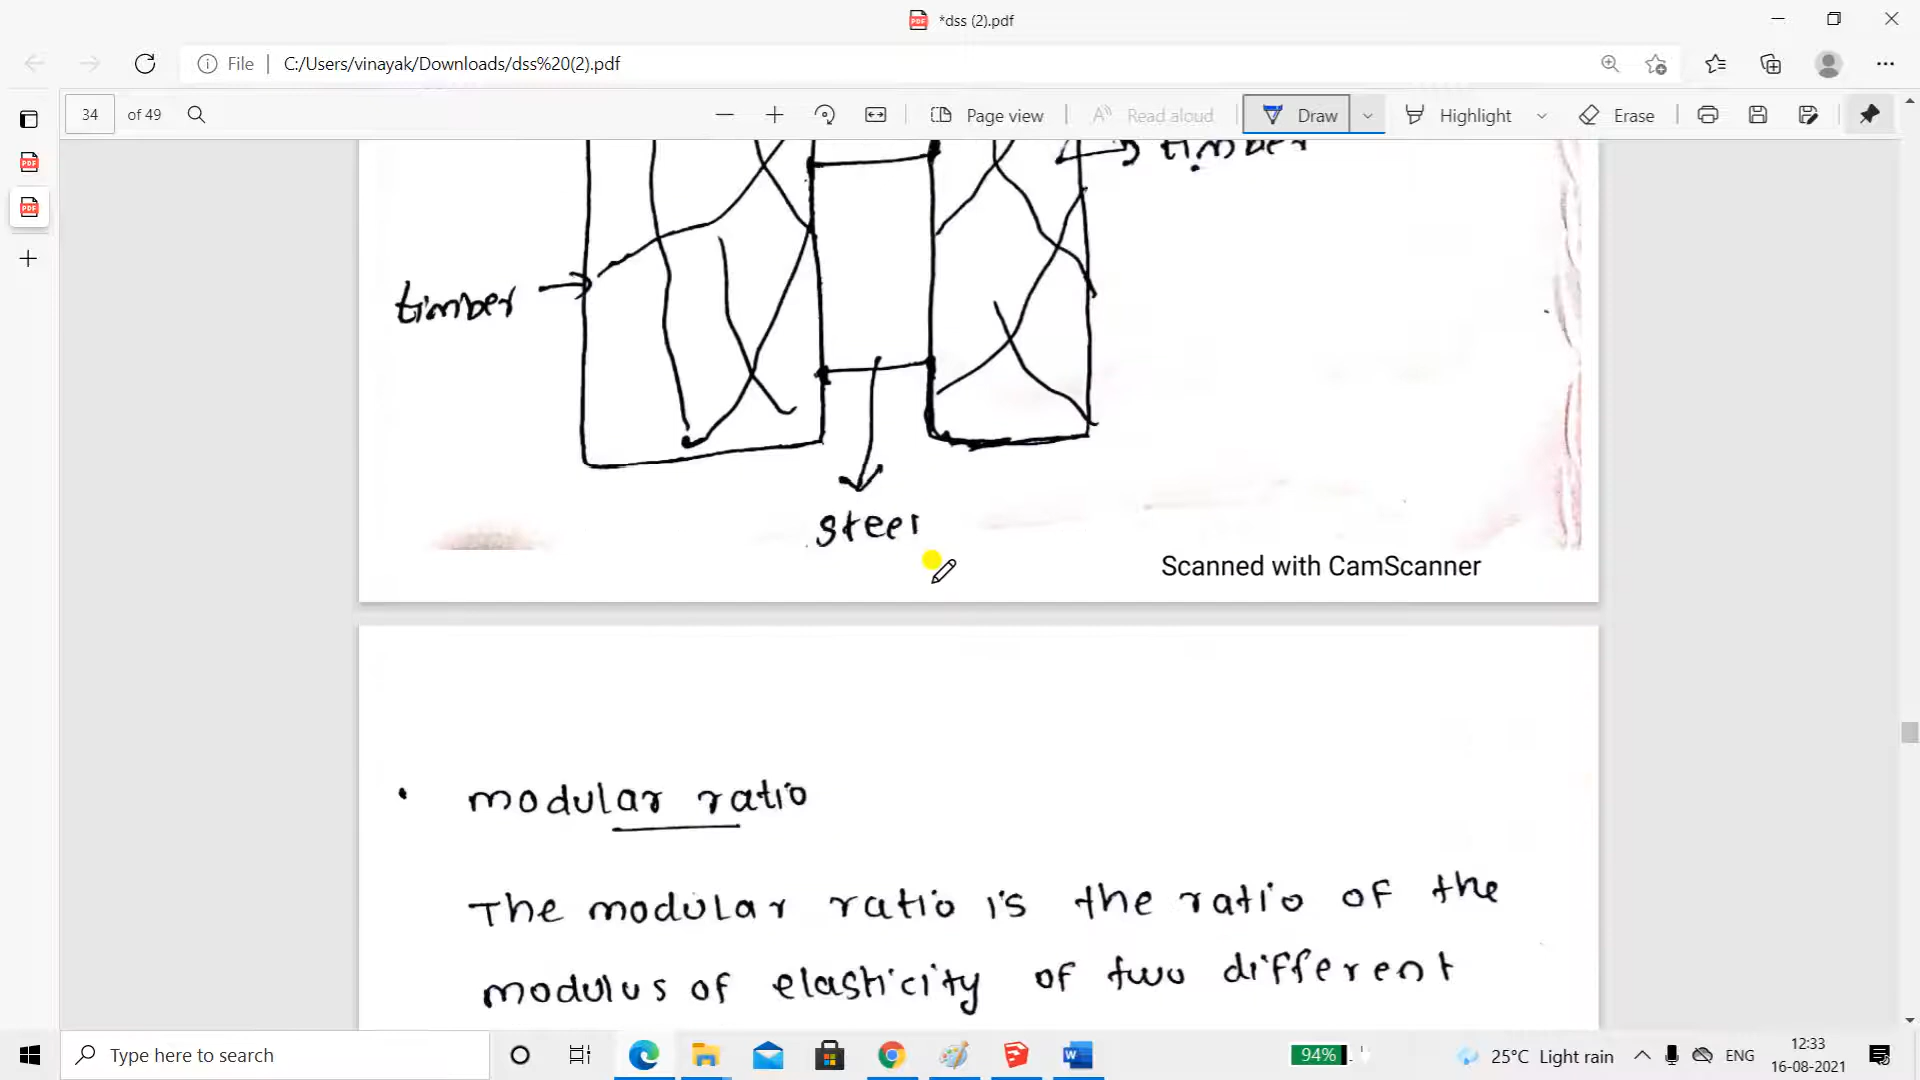 *dss (2).pdf
File
C:/Users/vinayak/Downloads/dss%20(2).pdf
34 of 49
Page view
Read aloud
Draw
Highlight
Erase
timber
timber
steel
Scanned with CamScanner
modular ratio
The modular ratio is the ratio of the
modulus of elasticity of two different
Type here to search
94%
25°C Light rain
ENG
12:33
16-08-2021